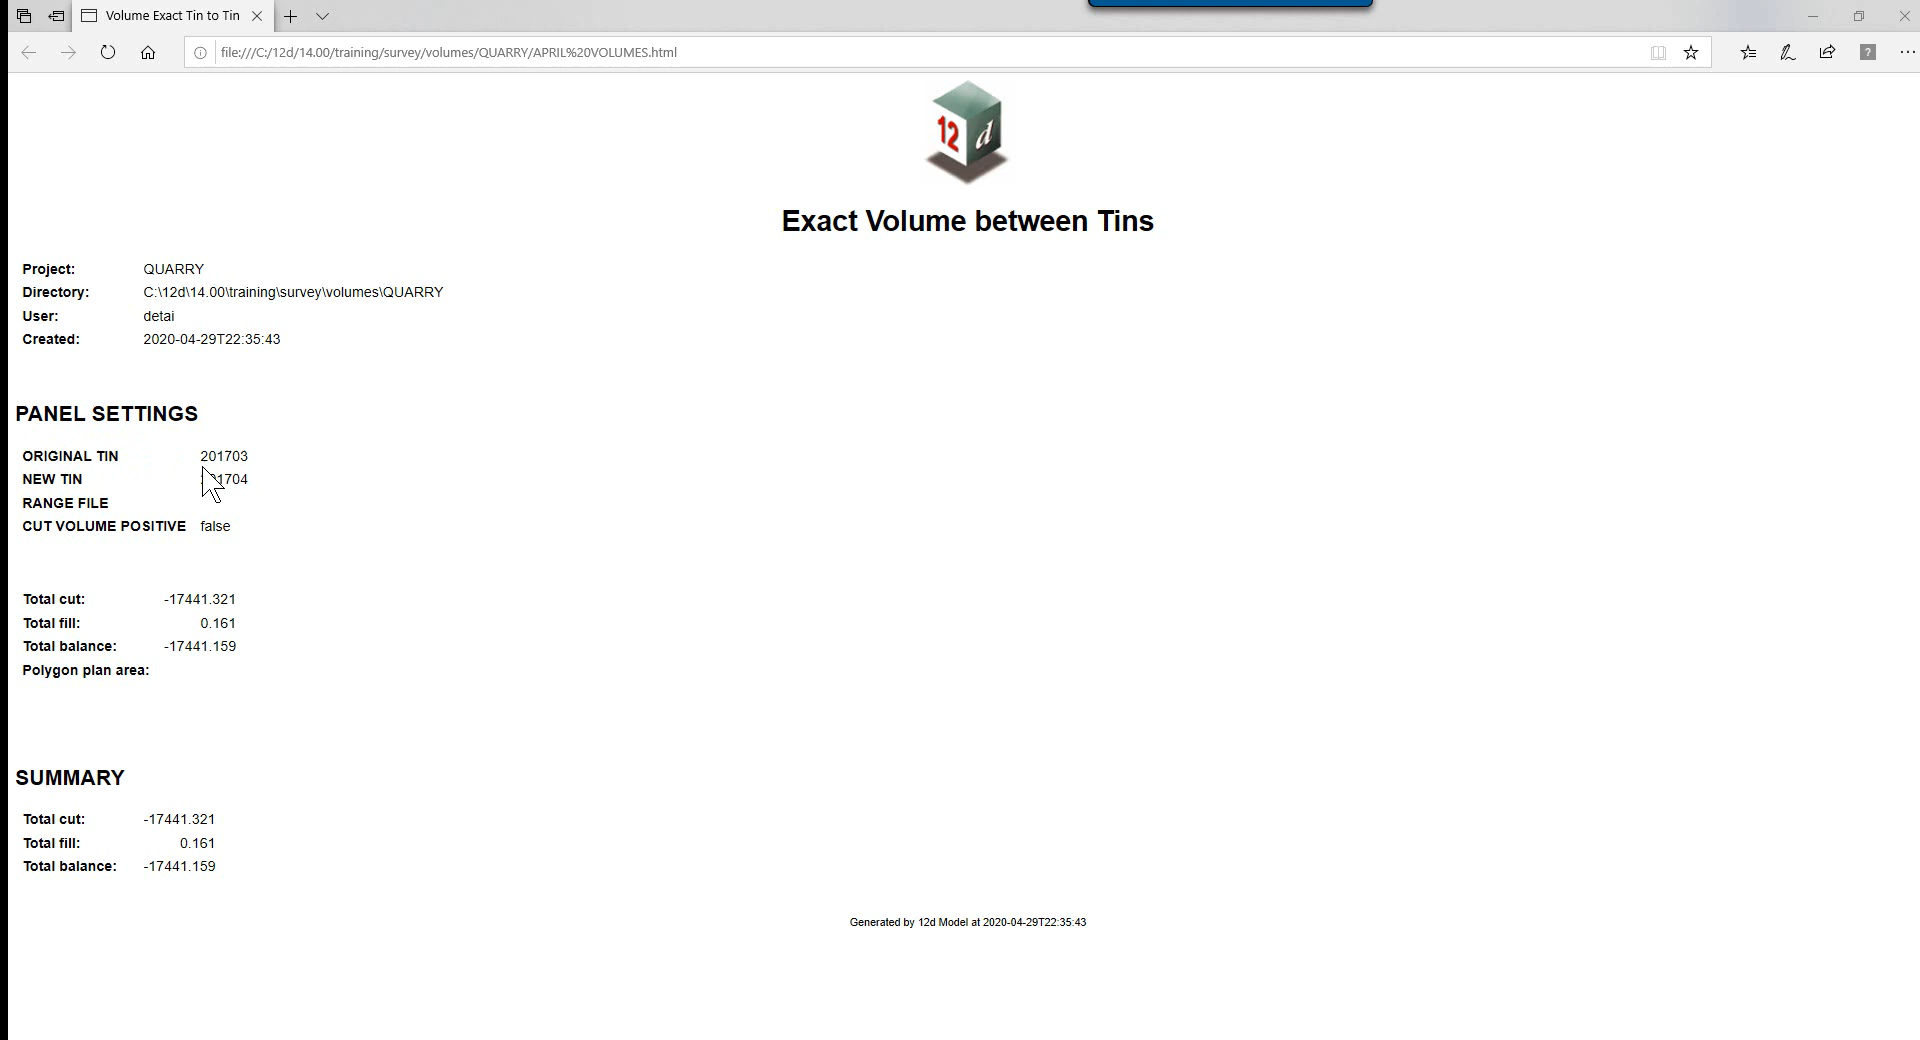 Volume Exact Tin to Tin
file:///C:/12d/14.00/training/survey/volumes/QUARRY/APRIL%20VOLUMES.html
12 d
Exact Volume between Tins
Project: QUARRY
Directory: C:\12d\14.00\training\survey\volumes\QUARRY
User: detai
Created: 2020-04-29T22:35:43
PANEL SETTINGS
ORIGINAL TIN 201703
NEW TIN
RANGE FILE
CUT VOLUME POSITIVE false
Total cut: -17441.321
Total fill: 0.161
Total balance: -17441.159
Polygon plan area:
SUMMARY
Total cut: -17441.321
Total fill: 0.161
Total balance: -17441.159
Generated by 12d Model at 2020-04-29T22:35:43